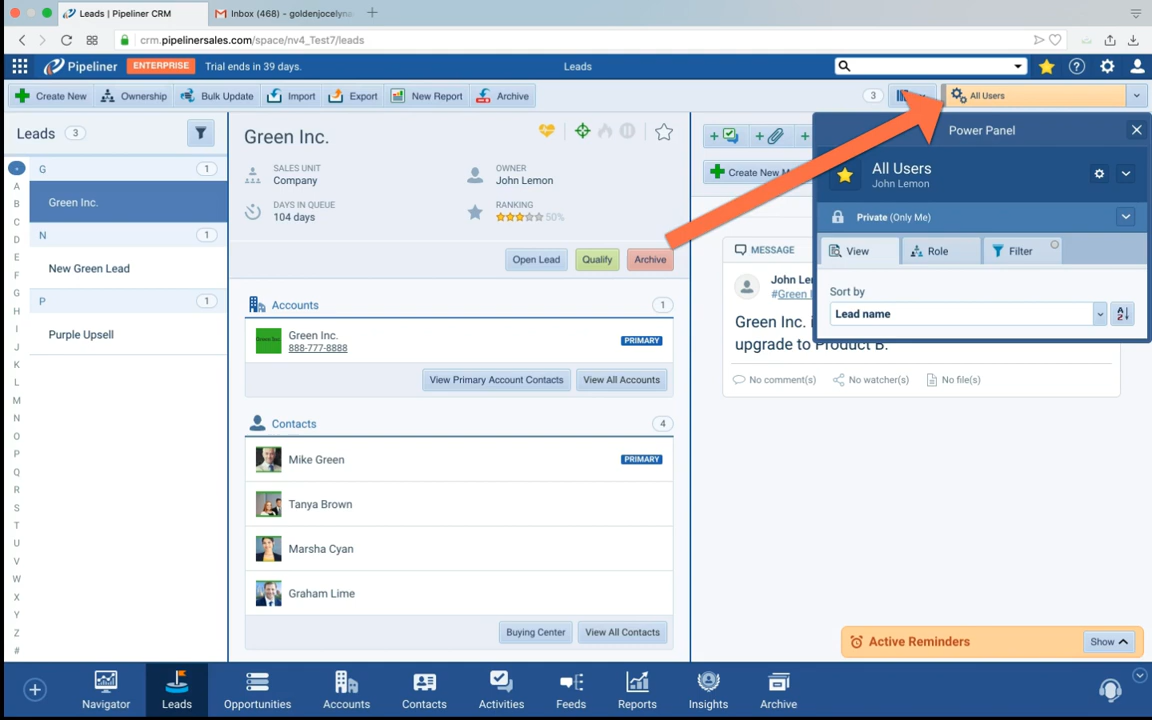 Leads | Pipeliner CRM
Inbox (468) - goldenjocelyna
crm.pipelinersales.com/space/nv4_Test7/leads
Pipeliner ENTERPRISE Trial ends in 39 days. Leads
Create New Ownership Bulk Update Import Export New Report Archive 3 All Users
Leads 3
G 1
Green Inc.
N 1
New Green Lead
P 1
Purple Upsell
A
B
C
D
E
F
G
H
I
J
K
L
M
N
O
P
Q
R
S
T
U
V
W
X
Y
Z
#
Green Inc.
SALES UNIT
Company
OWNER
John Lemon
DAYS IN QUEUE
104 days
RANKING
50%
Open Lead Qualify Archive
Accounts 1
Green Inc.
888-777-8888
PRIMARY
View Primary Account Contacts View All Accounts
Contacts 4
Mike Green PRIMARY
Tanya Brown
Marsha Cyan
Graham Lime
Buying Center View All Contacts
Create New M
MESSAGE
John Le
#Green I
Green Inc. i
upgrade to Product B.
No comment(s) No watcher(s) No file(s)
Power Panel
All Users
John Lemon
Private (Only Me)
View Role Filter
Sort by
Lead name
Active Reminders Show
Navigator Leads Opportunities Accounts Contacts Activities Feeds Reports Insights Archive